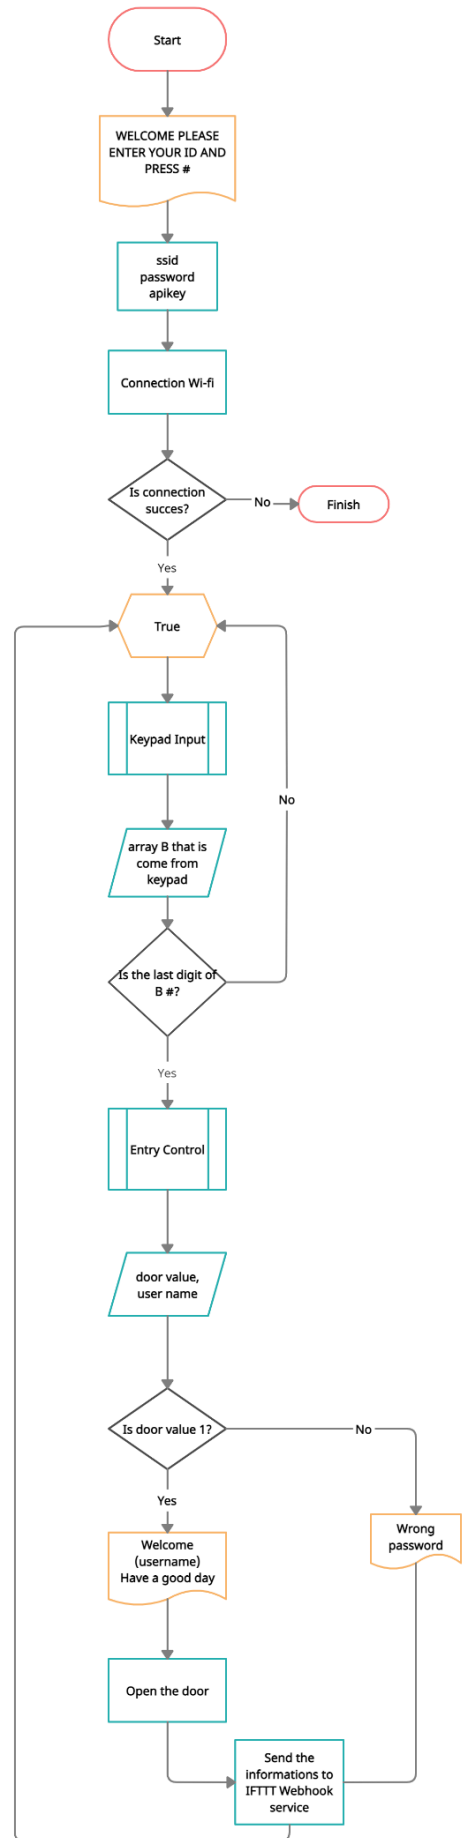 Start
WELCOME PLEASE
ENTER YOUR ID AND
PRESS #
ssid
password
apikey
Connection Wi-fi
Is connection
succes?
No
Finish
Yes
True
Keypad Input
No
array B that is
come from
keypad
Is the last digit of
B #?
Yes
Entry Control
door value,
user name
Is door value 1?
No
Yes
Welcome
(username)
Have a good day
Wrong
password
Open the door
Send the
informations to
IFTTT Webhook
service